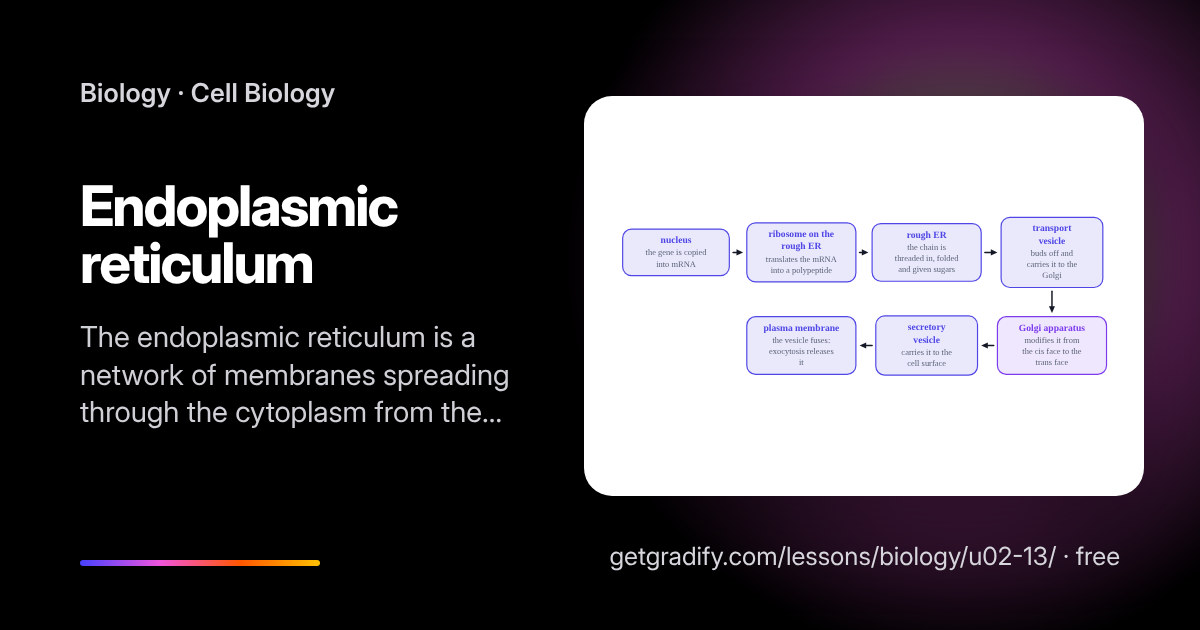 Biology · Cell Biology
Endoplasmic
reticulum
The endoplasmic reticulum is a
network of membranes spreading
through the cytoplasm from the...
nucleus
the gene is copied
into mRNA
ribosome on the
rough ER
translates the mRNA
into a polypeptide
rough ER
the chain is
threaded in, folded
and given sugars
transport
vesicle
buds off and
carries it to the
Golgi
Golgi apparatus
modifies it from
the cis face to the
trans face
secretory
vesicle
carries it to the
cell surface
plasma membrane
the vesicle fuses:
exocytosis releases
it
getgradify.com/lessons/biology/u02-13/ · free